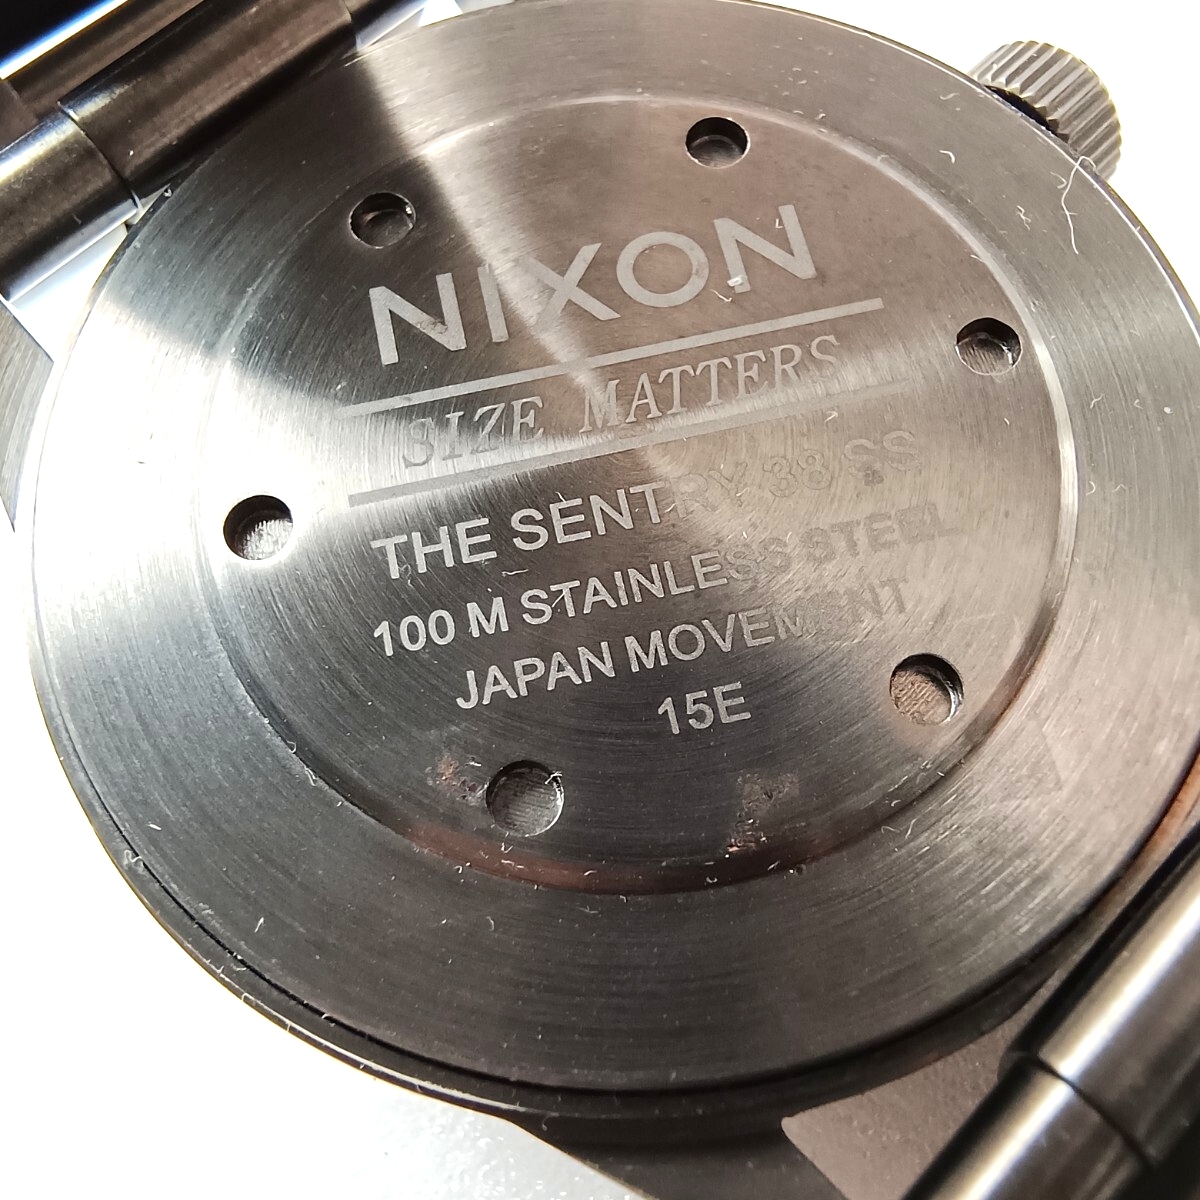 NIXON
SIZE MATTERS
THE SENTRY 38 SS
100 M STAINLESS STEEL
JAPAN MOVEMENT
15E